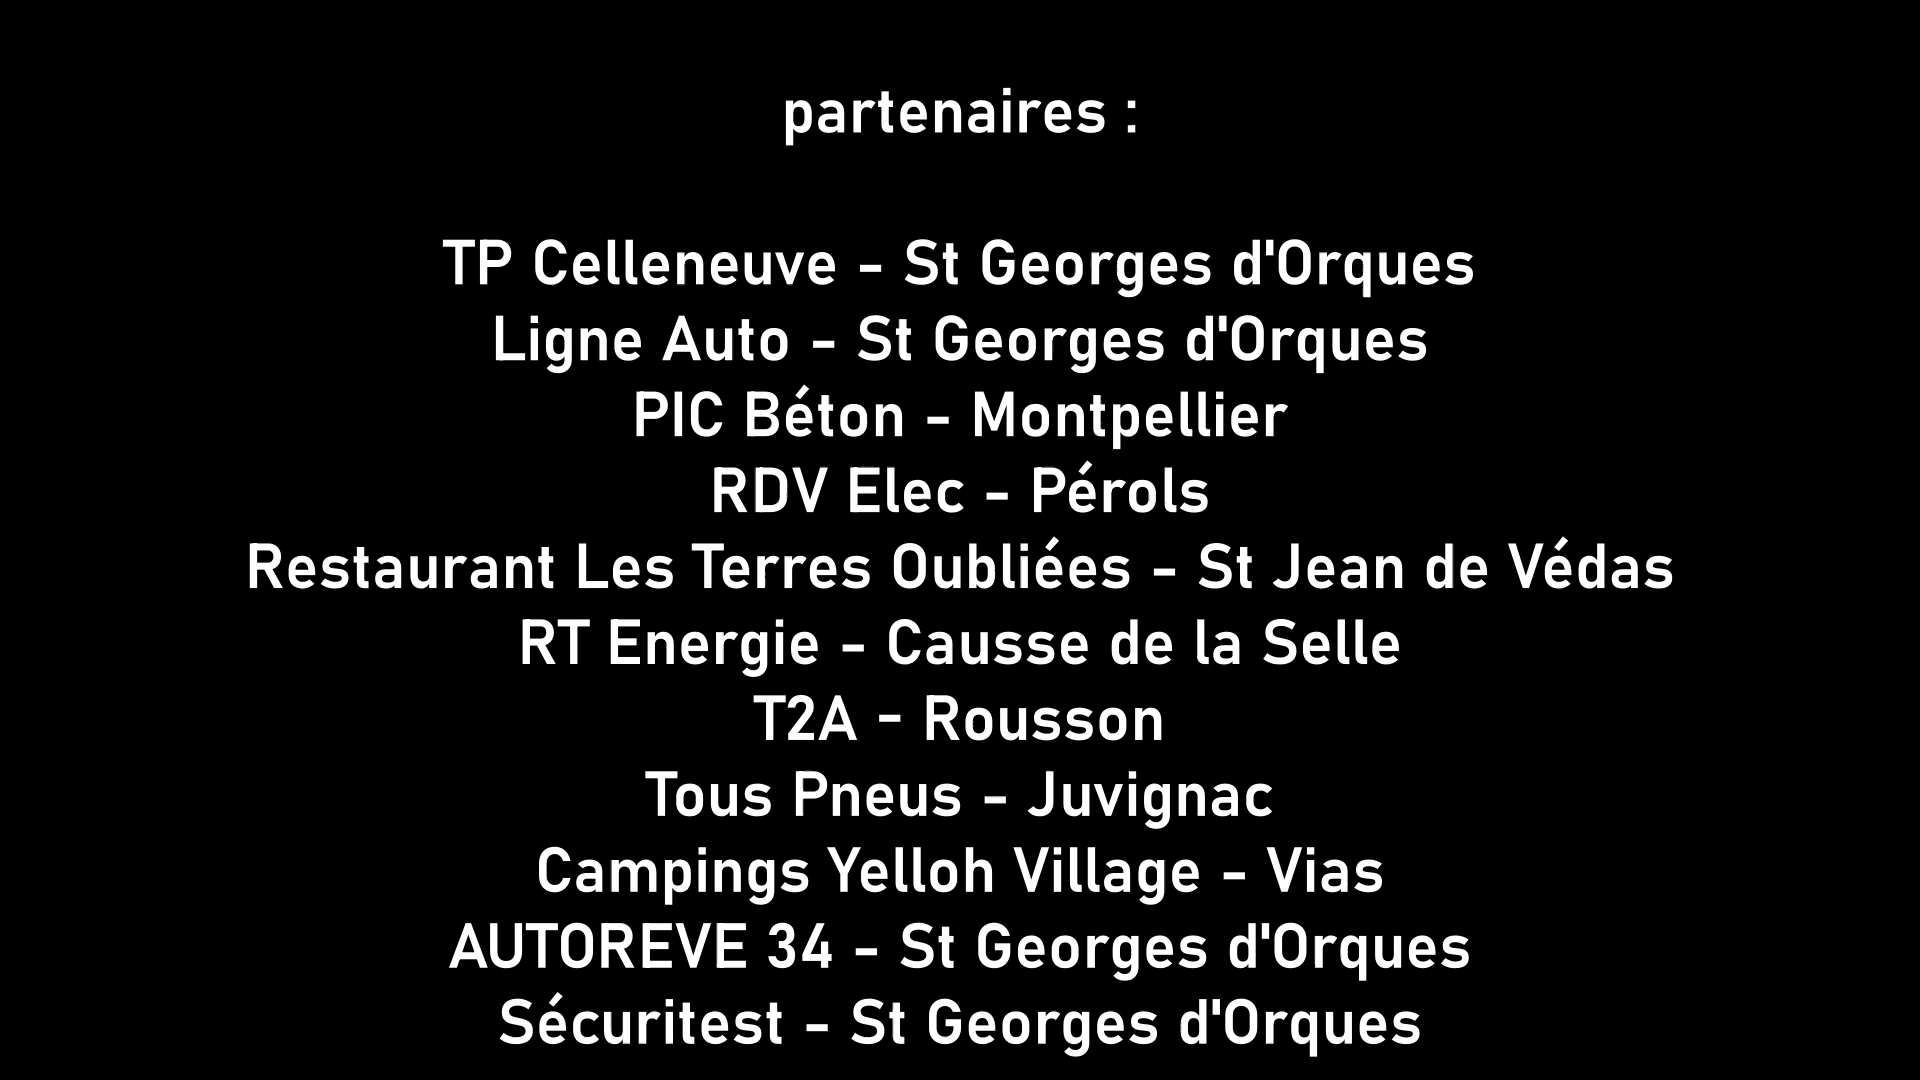 partenaires :
TP Celleneuve - St Georges d'Orques
Ligne Auto - St Georges d'Orques
PIC Béton - Montpellier
RDV Elec - Pérols
Restaurant Les Terres Oubliées - St Jean de Védas
RT Energie - Causse de la Selle
T2A - Rousson
Tous Pneus - Juvignac
Campings Yelloh Village - Vias
AUTOREVE 34 - St Georges d'Orques
Sécuritest - St Georges d'Orques